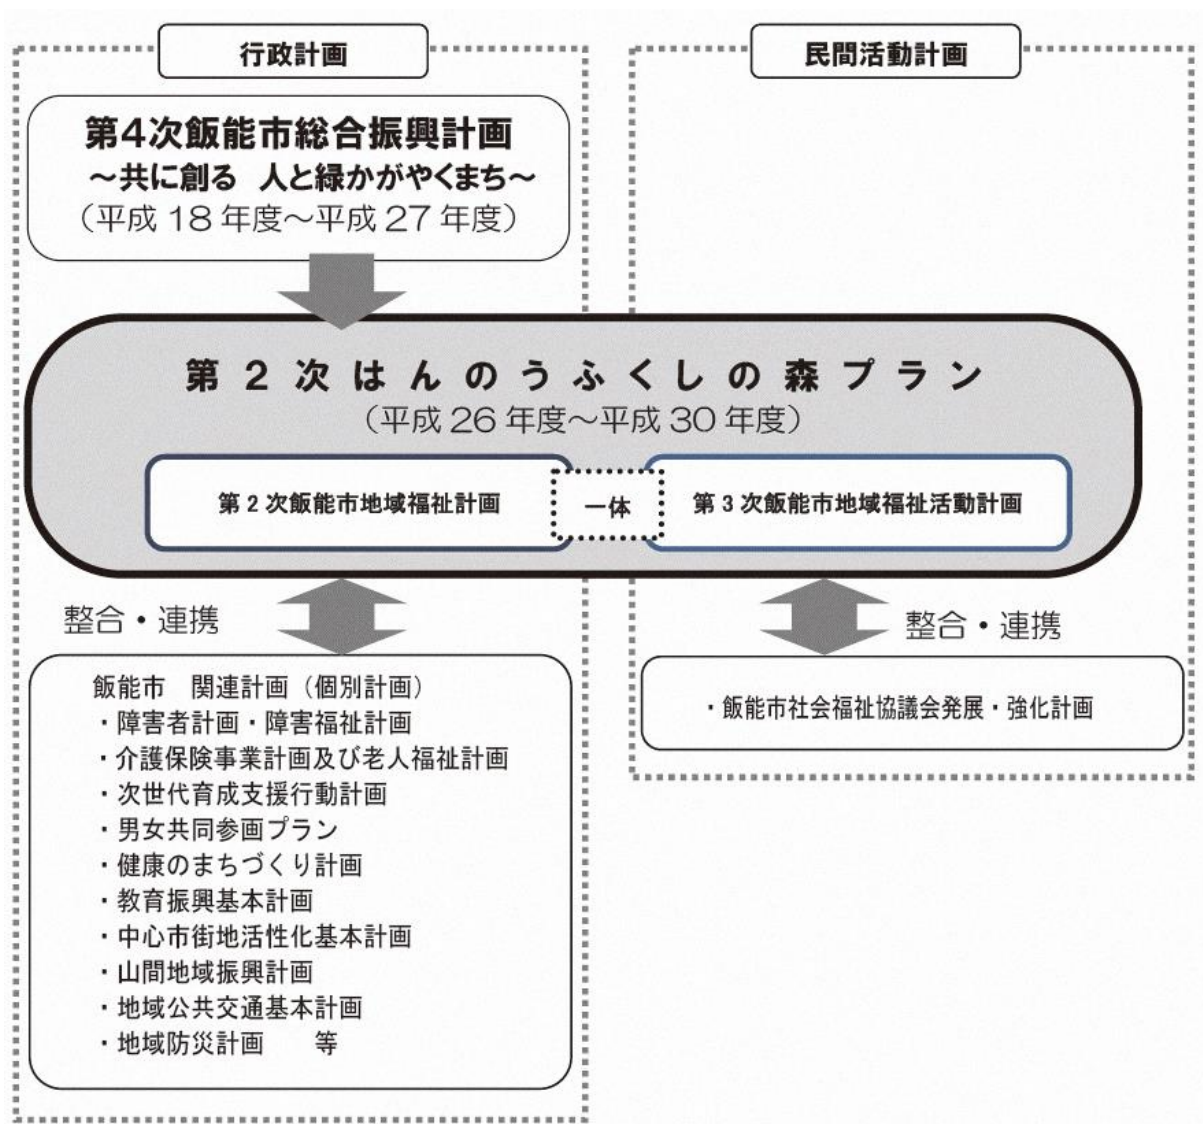 行政計画
民間活動計画
第4次飯能市総合振興計画
～共に創る　人と緑かがやくまち～
（平成 18 年度～平成 27 年度）
第２次はんのうふくしの森プラン
（平成 26 年度～平成 30 年度）
第２次飯能市地域福祉計画
一体
第３次飯能市地域福祉活動計画
整合・連携
整合・連携
飯能市　関連計画（個別計画）
・障害者計画・障害福祉計画
・介護保険事業計画及び老人福祉計画
・次世代育成支援行動計画
・男女共同参画プラン
・健康のまちづくり計画
・教育振興基本計画
・中心市街地活性化基本計画
・山間地域振興計画
・地域公共交通基本計画
・地域防災計画　　等
・飯能市社会福祉協議会発展・強化計画